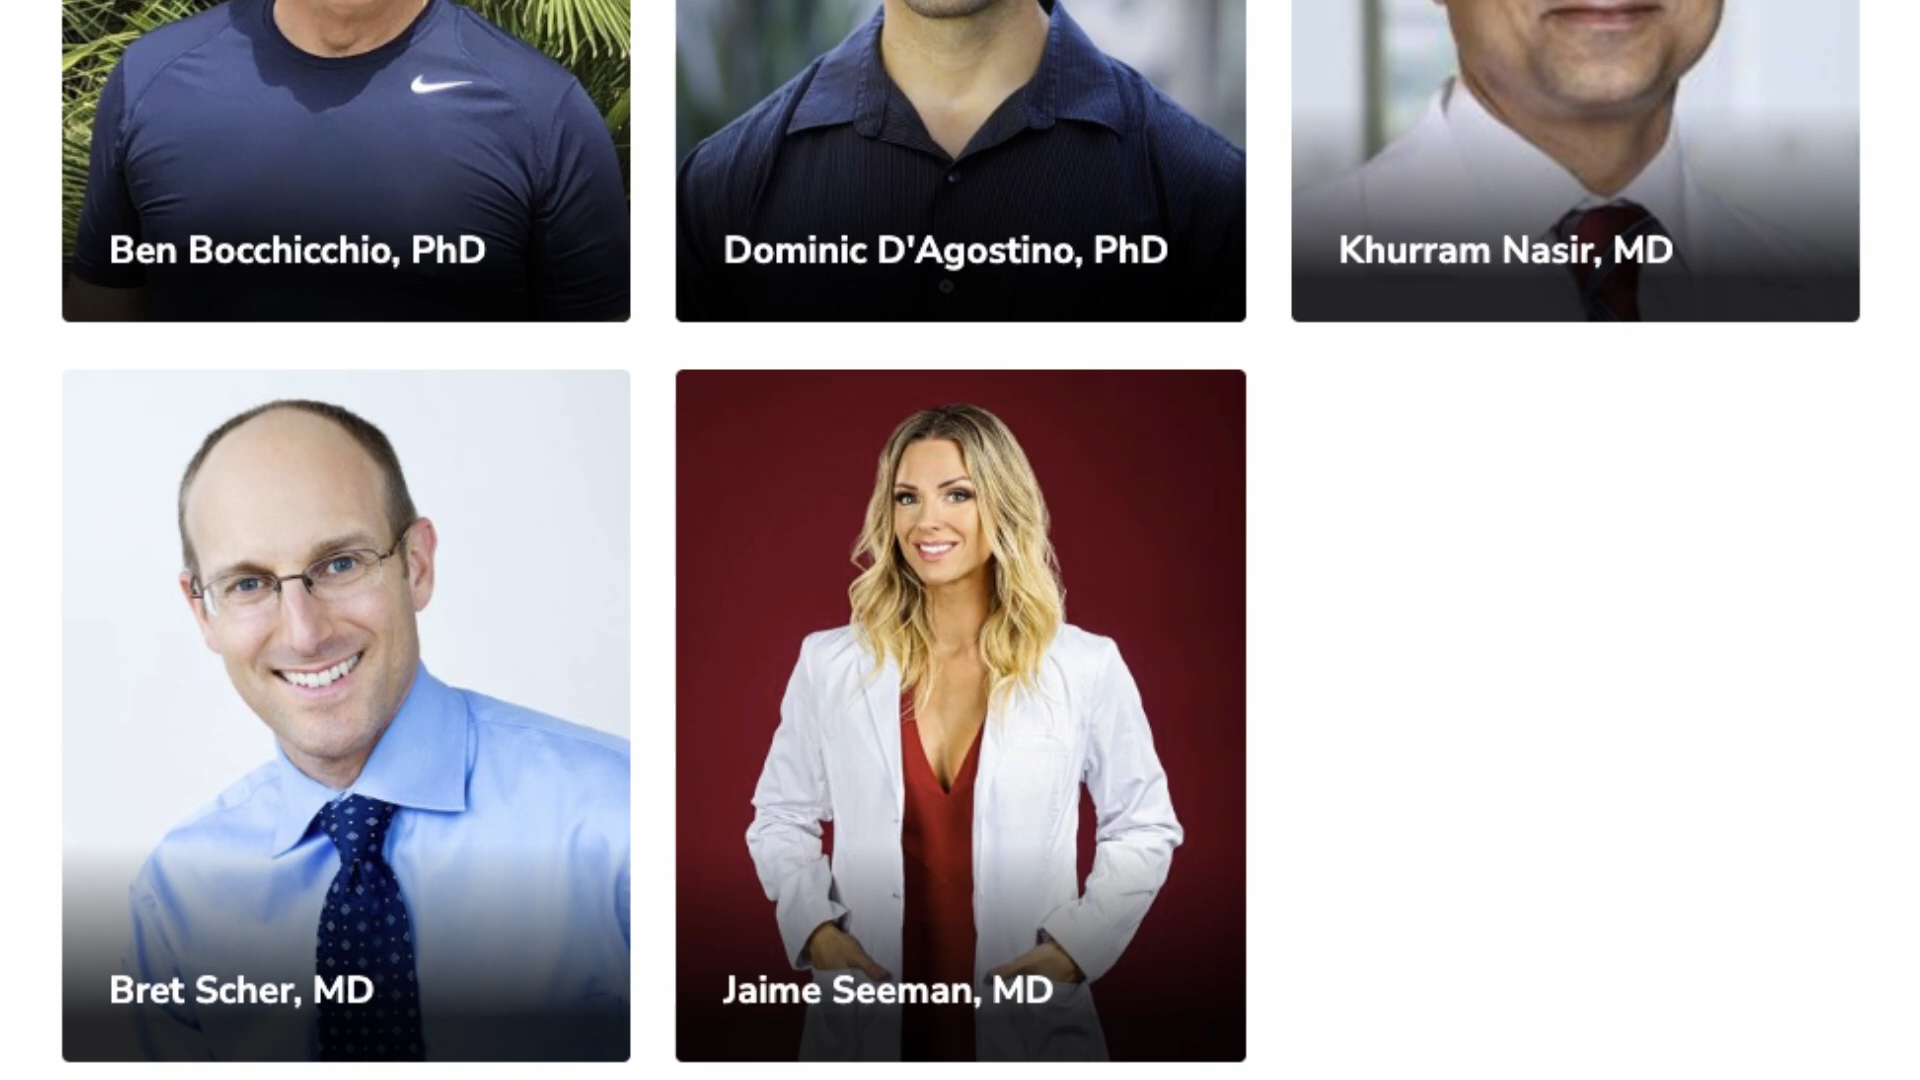 Ben Bocchicchio, PhD
Dominic D'Agostino, PhD
Khurram Nasir, MD
Bret Scher, MD
Jaime Seeman, MD